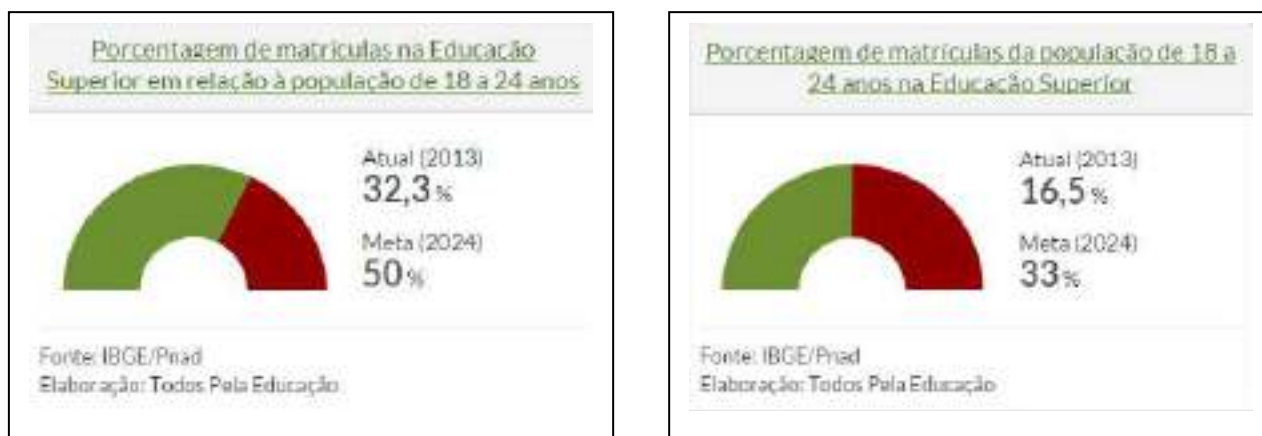 Porcentagem de matrículas na Educação
Superior em relação à população de 18 a 24 anos
Atual (2013)
32,3 %
Meta (2024)
50 %
Fonte: IBGE/Pnad
Elaboração: Todos Pela Educação
Porcentagem de matrículas da população de 18 a
24 anos na Educação Superior
Atual (2013)
16,5 %
Meta (2024)
33 %
Fonte: IBGE/Pnad
Elaboração: Todos Pela Educação